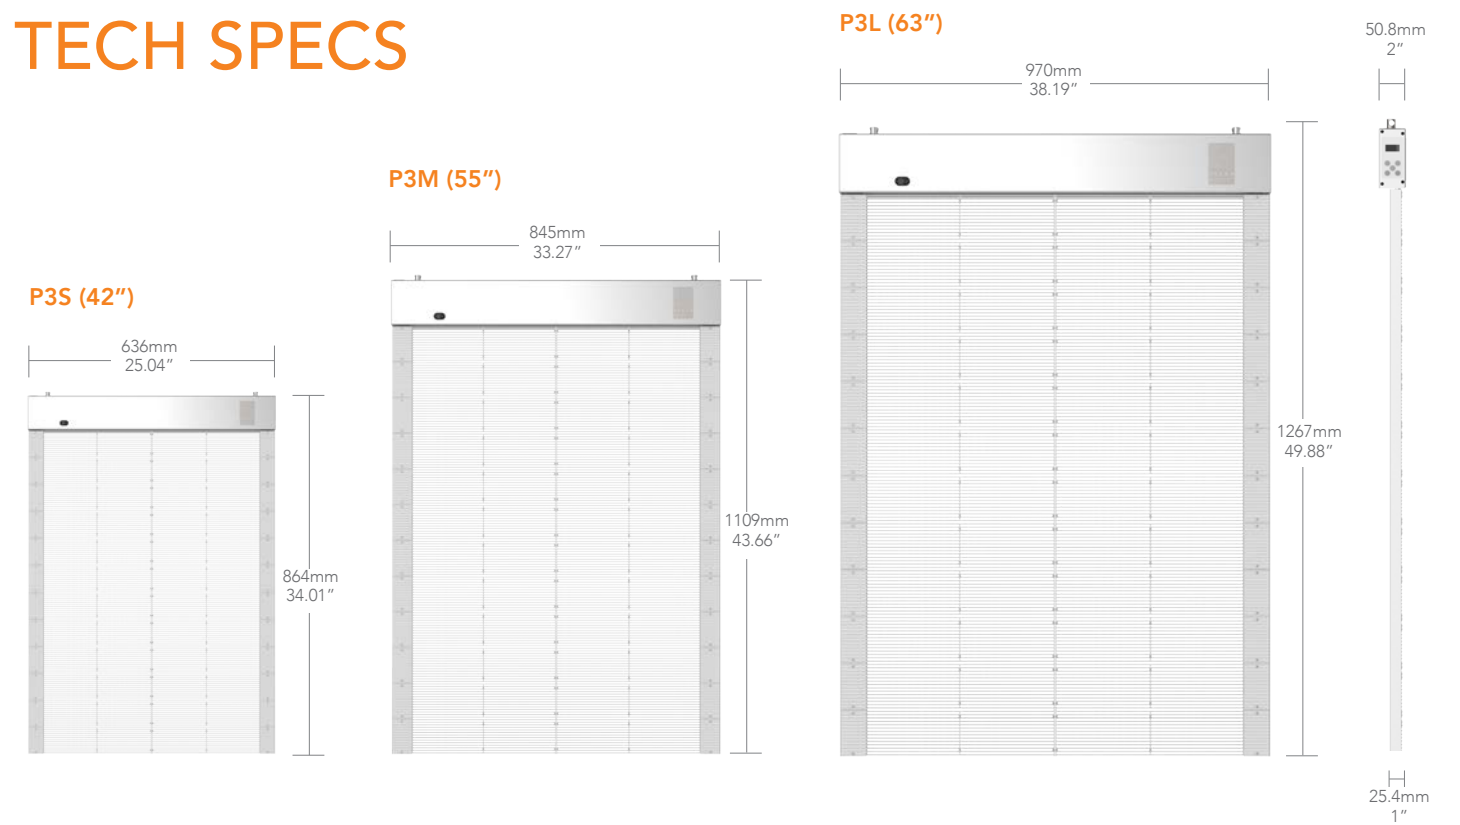 TECH SPECS
P3S (42”)
636mm
25.04”
864mm
34.01”
P3M (55”)
845mm
33.27”
1109mm
43.66”
P3L (63”)
970mm
38.19”
1267mm
49.88”
50.8mm
2”
25.4mm
1”